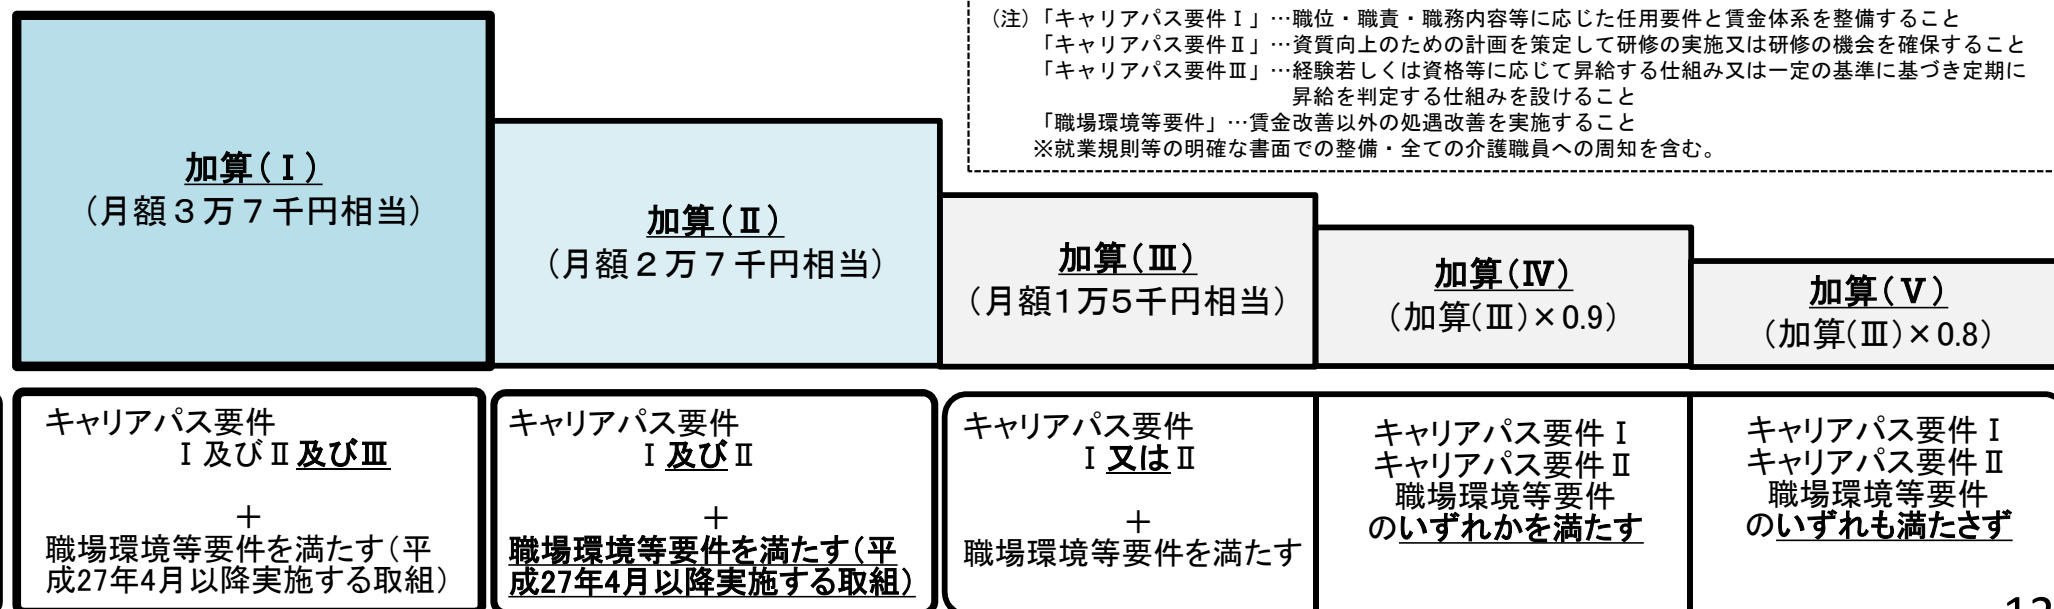 (注)「キャリアパス要件Ⅰ」…職位・職責・職務内容等に応じた任用要件と賃金体系を整備すること
「キャリアパス要件Ⅱ」…資質向上のための計画を策定して研修の実施又は研修の機会を確保すること
「キャリアパス要件Ⅲ」…経験若しくは資格等に応じて昇給する仕組み又は一定の基準に基づき定期に
昇給を判定する仕組みを設けること
「職場環境等要件」…賃金改善以外の処遇改善を実施すること
※就業規則等の明確な書面での整備・全ての介護職員への周知を含む。
加算(Ⅰ)
(月額３万７千円相当)
加算(Ⅱ)
(月額２万７千円相当)
加算(Ⅲ)
(月額1万5千円相当)
加算(Ⅳ)
(加算(Ⅲ)×0.9)
加算(Ⅴ)
(加算(Ⅲ)×0.8)
キャリアパス要件
Ⅰ及びⅡ及びⅢ
＋
職場環境等要件を満たす(平
成27年4月以降実施する取組)
キャリアパス要件
Ⅰ及びⅡ
＋
職場環境等要件を満たす(平
成27年4月以降実施する取組)
キャリアパス要件
Ⅰ又はⅡ
＋
職場環境等要件を満たす
キャリアパス要件Ⅰ
キャリアパス要件Ⅱ
職場環境等要件
のいずれかを満たす
キャリアパス要件Ⅰ
キャリアパス要件Ⅱ
職場環境等要件
のいずれも満たさず